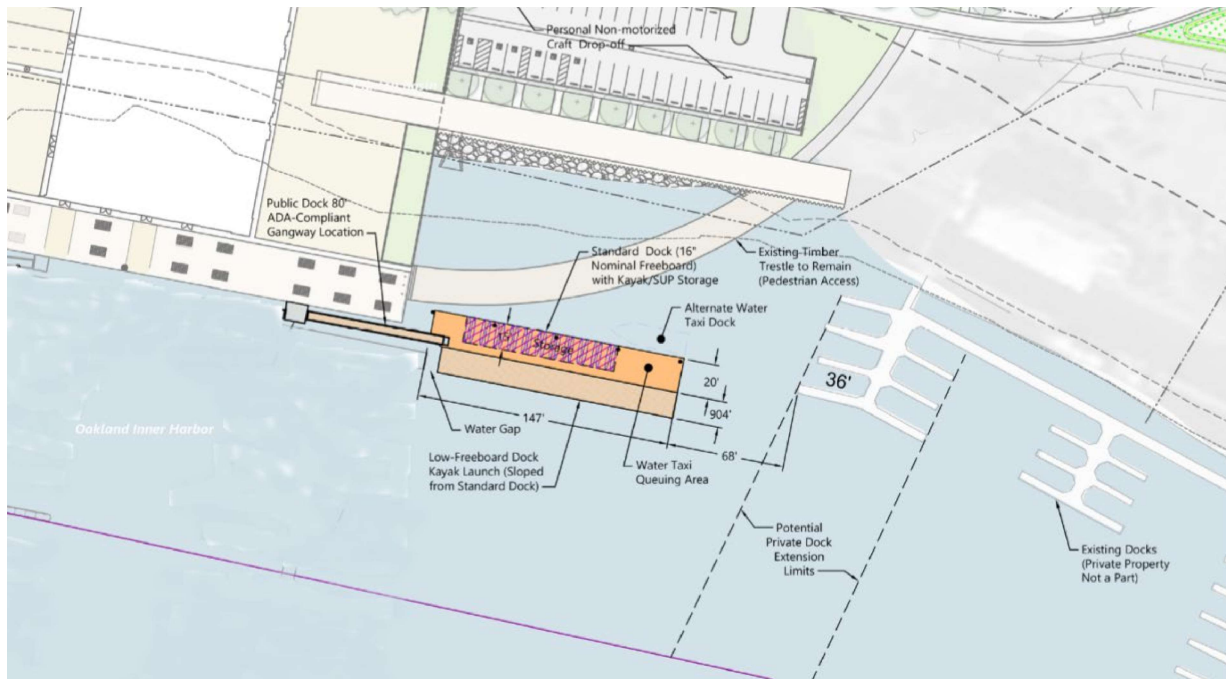 Personal Non-motorized
Craft Drop-off
Public Dock 80'
ADA-Compliant
Gangway Location
Standard Dock (16"
Nominal Freeboard)
with Kayak/SUP Storage
Existing Timber
Trestle to Remain
(Pedestrian Access)
Alternate Water
Taxi Dock
15'
Storage
36'
20'
904'
147'
Oakland Inner Harbor
Water Gap
68'
Low-Freeboard Dock
Kayak Launch (Sloped
from Standard Dock)
Water Taxi
Queuing Area
Potential
Private Dock
Extension
Limits
Existing Docks
(Private Property
Not a Part)